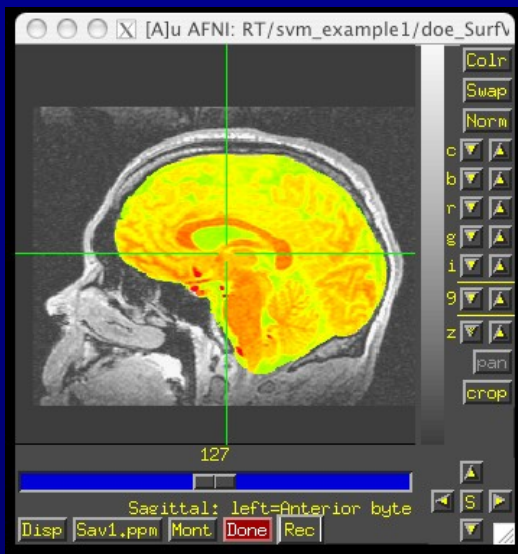 [A]u AFNI: RT/svm_example1/doe_Surf
Colr
Swap
Norm
c
b
r
g
i
9
z
pan
crop
127
Sagittal: left=Anterior byte
S
Disp Sav1.ppm Mont Done Rec